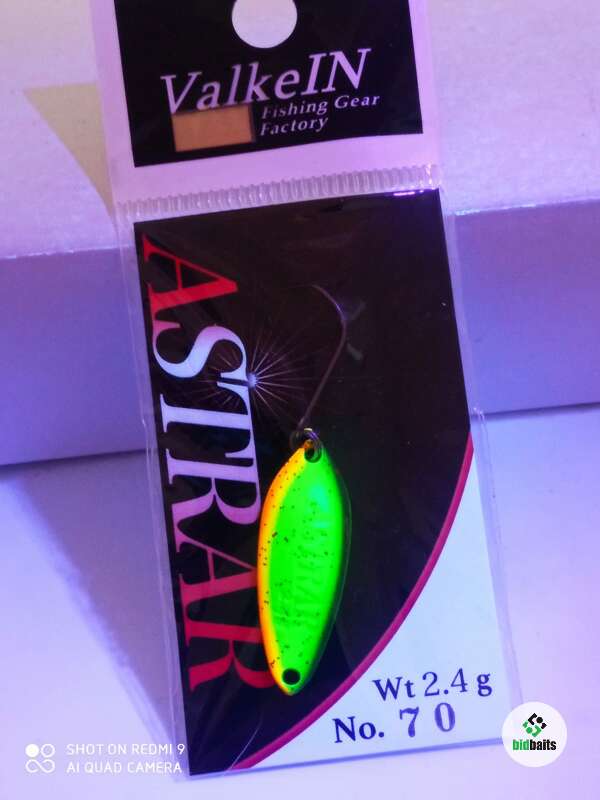 ValkeIN
Fishing Gear
Factory
ASTRAR
Wt 2.4 g
No. 70
SHOT ON REDMI 9
AI QUAD CAMERA
bidbaits